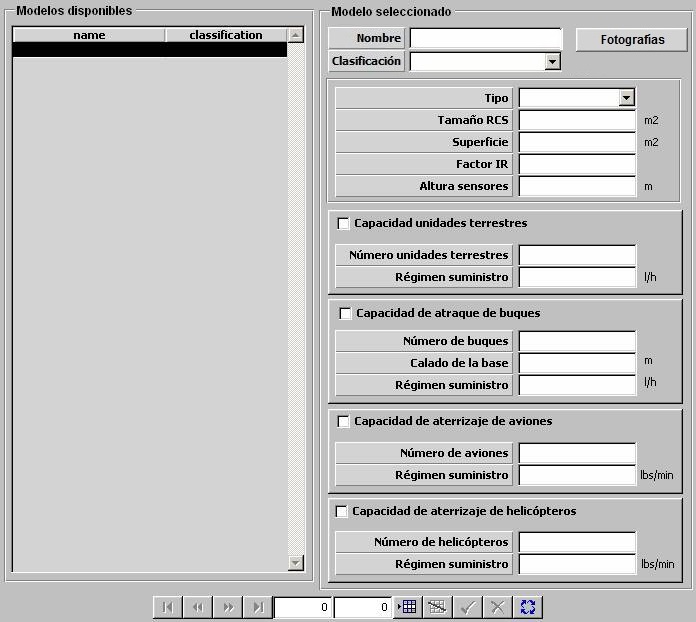 Modelos disponibles
name classification
Modelo seleccionado
Nombre
Fotografías
Clasificación
Tipo
Tamaño RCS m2
Superficie m2
Factor IR
Altura sensores m
Capacidad unidades terrestres
Número unidades terrestres
Régimen suministro l/h
Capacidad de atraque de buques
Número de buques
Calado de la base m
Régimen suministro l/h
Capacidad de aterrizaje de aviones
Número de aviones
Régimen suministro lbs/min
Capacidad de aterrizaje de helicópteros
Número de helicópteros
Régimen suministro lbs/min
0 0